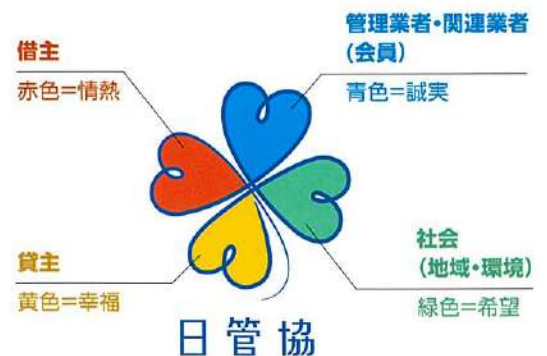 借主
赤色=情熱
管理業者・関連業者
(会員)
青色=誠実
貸主
黄色=幸福
社会
(地域・環境)
緑色=希望
日管協